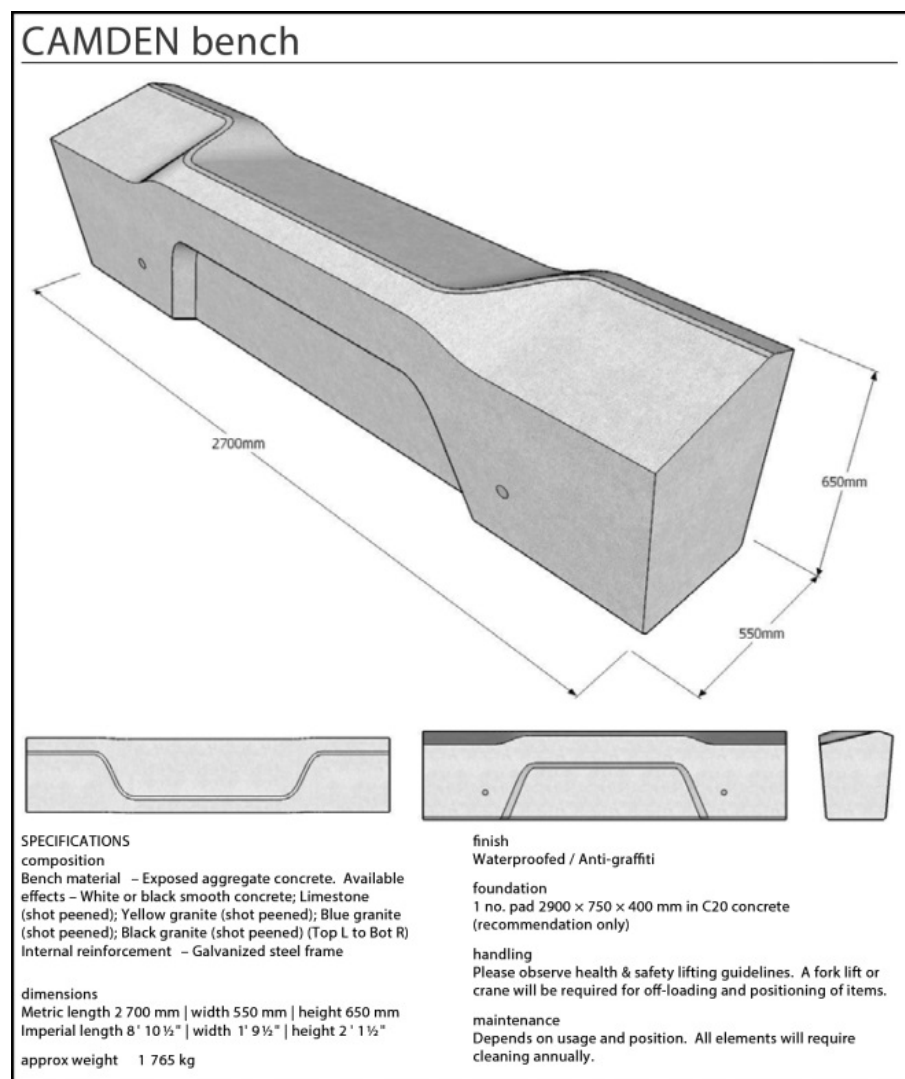 CAMDEN bench
2700mm
650mm
550mm
SPECIFICATIONS
composition
Bench material – Exposed aggregate concrete. Available
effects – White or black smooth concrete; Limestone
(shot peened); Yellow granite (shot peened); Blue granite
(shot peened); Black granite (shot peened) (Top L to Bot R)
Internal reinforcement – Galvanized steel frame
dimensions
Metric length 2 700 mm | width 550 mm | height 650 mm
Imperial length 8 ' 10 ½" | width 1' 9 ½" | height 2 ' 1 ½"
approx weight 1 765 kg
finish
Waterproofed / Anti-graffiti
foundation
1 no. pad 2900 × 750 × 400 mm in C20 concrete
(recommendation only)
handling
Please observe health & safety lifting guidelines. A fork lift or
crane will be required for off-loading and positioning of items.
maintenance
Depends on usage and position. All elements will require
cleaning annually.